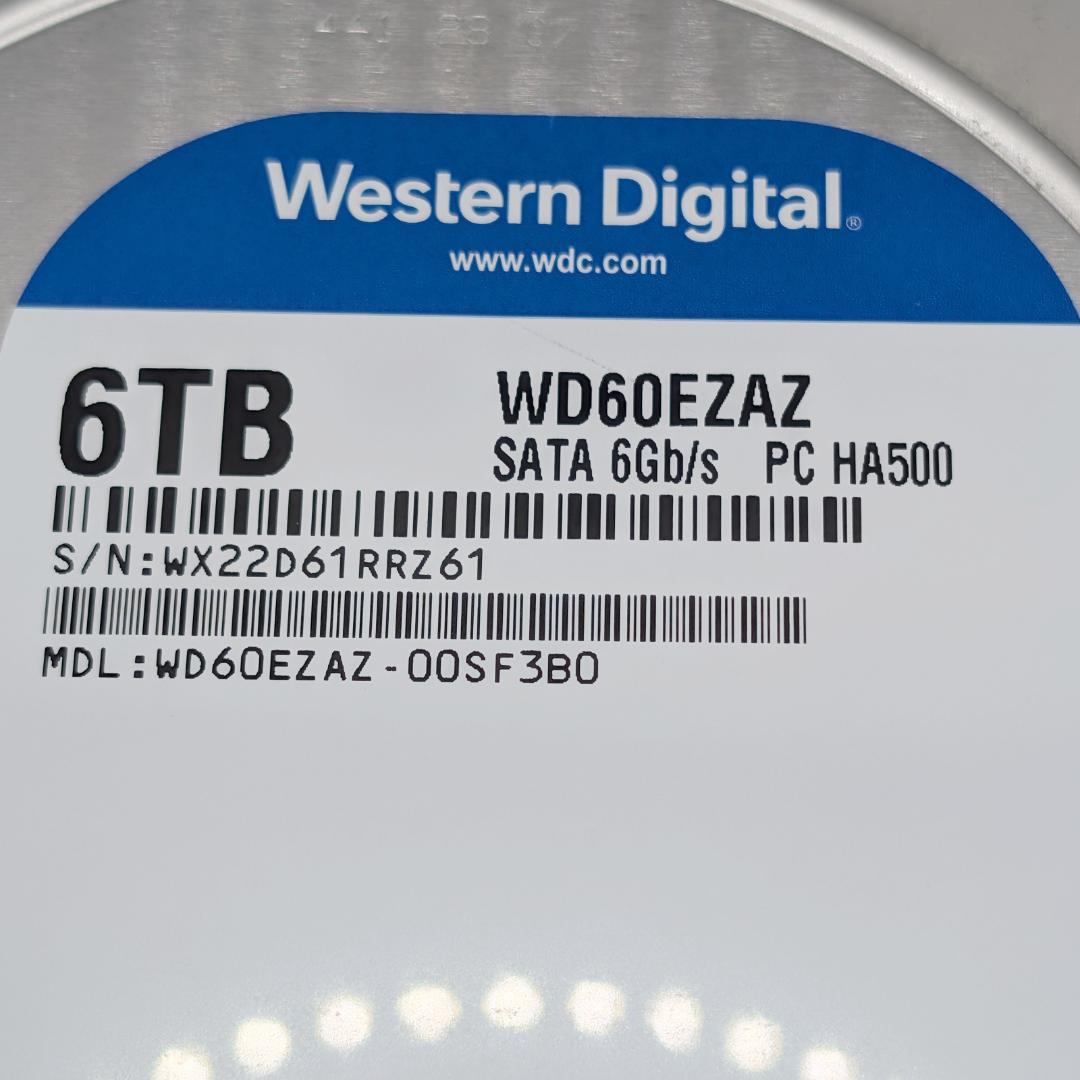 Western Digital®
www.wdc.com
6TB
WD60EZAZ
SATA 6Gb/s PC HA500
S/N:WX22D61RRZ61
MDL:WD60EZAZ-00SF3B0